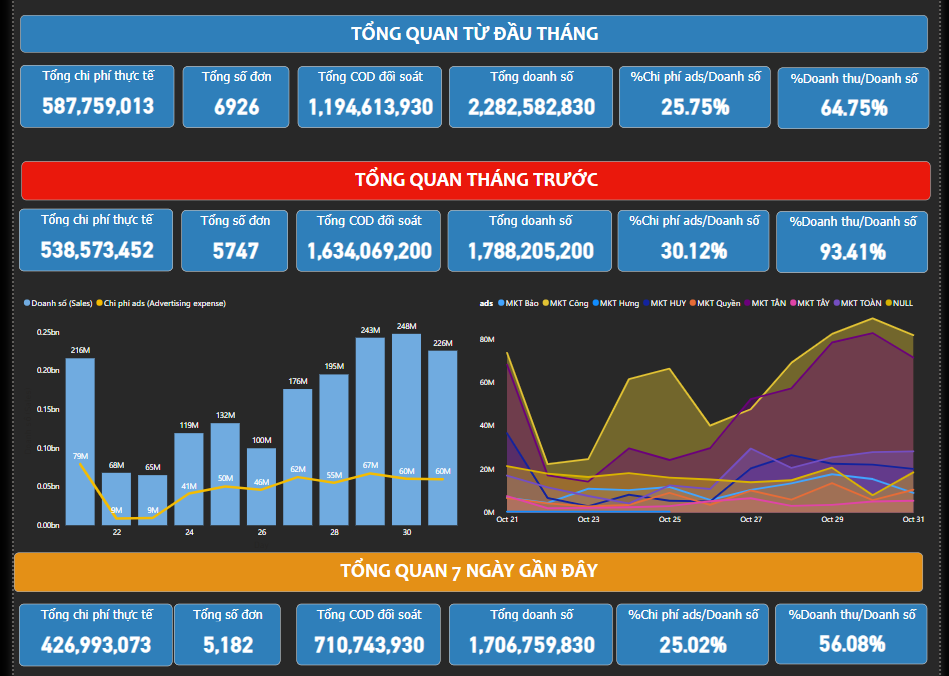 TỔNG QUAN TỪ ĐẦU THÁNG
Tổng chi phí thực tế
587,759,013
Tổng số đơn
6926
Tổng COD đối soát
1,194,613,930
Tổng doanh số
2,282,582,830
%Chi phí ads/Doanh số
25.75%
%Doanh thu/Doanh số
64.75%
TỔNG QUAN THÁNG TRƯỚC
Tổng chi phí thực tế
538,573,452
Tổng số đơn
5747
Tổng COD đối soát
1,634,069,200
Tổng doanh số
1,788,205,200
%Chi phí ads/Doanh số
30.12%
%Doanh thu/Doanh số
93.41%
Doanh số (Sales) Chi phí ads (Advertising expense)
0.25bn
0.20bn
0.15bn
0.10bn
0.05bn
0.00bn
216M
68M
65M
119M
132M
100M
176M
195M
243M
248M
226M
79M
9M
9M
41M
50M
46M
62M
55M
67M
60M
60M
22 24 26 28 30
ads MKT Bảo MKT Công MKT Hưng MKT HUY MKT Quyền MKT TÂN MKT TÂY MKT TOÀN NULL
80M
60M
40M
20M
0M
Oct 21 Oct 23 Oct 25 Oct 27 Oct 29 Oct 31
TỔNG QUAN 7 NGÀY GẦN ĐÂY
Tổng chi phí thực tế
426,993,073
Tổng số đơn
5,182
Tổng COD đối soát
710,743,930
Tổng doanh số
1,706,759,830
%Chi phí ads/Doanh số
25.02%
%Doanh thu/Doanh số
56.08%